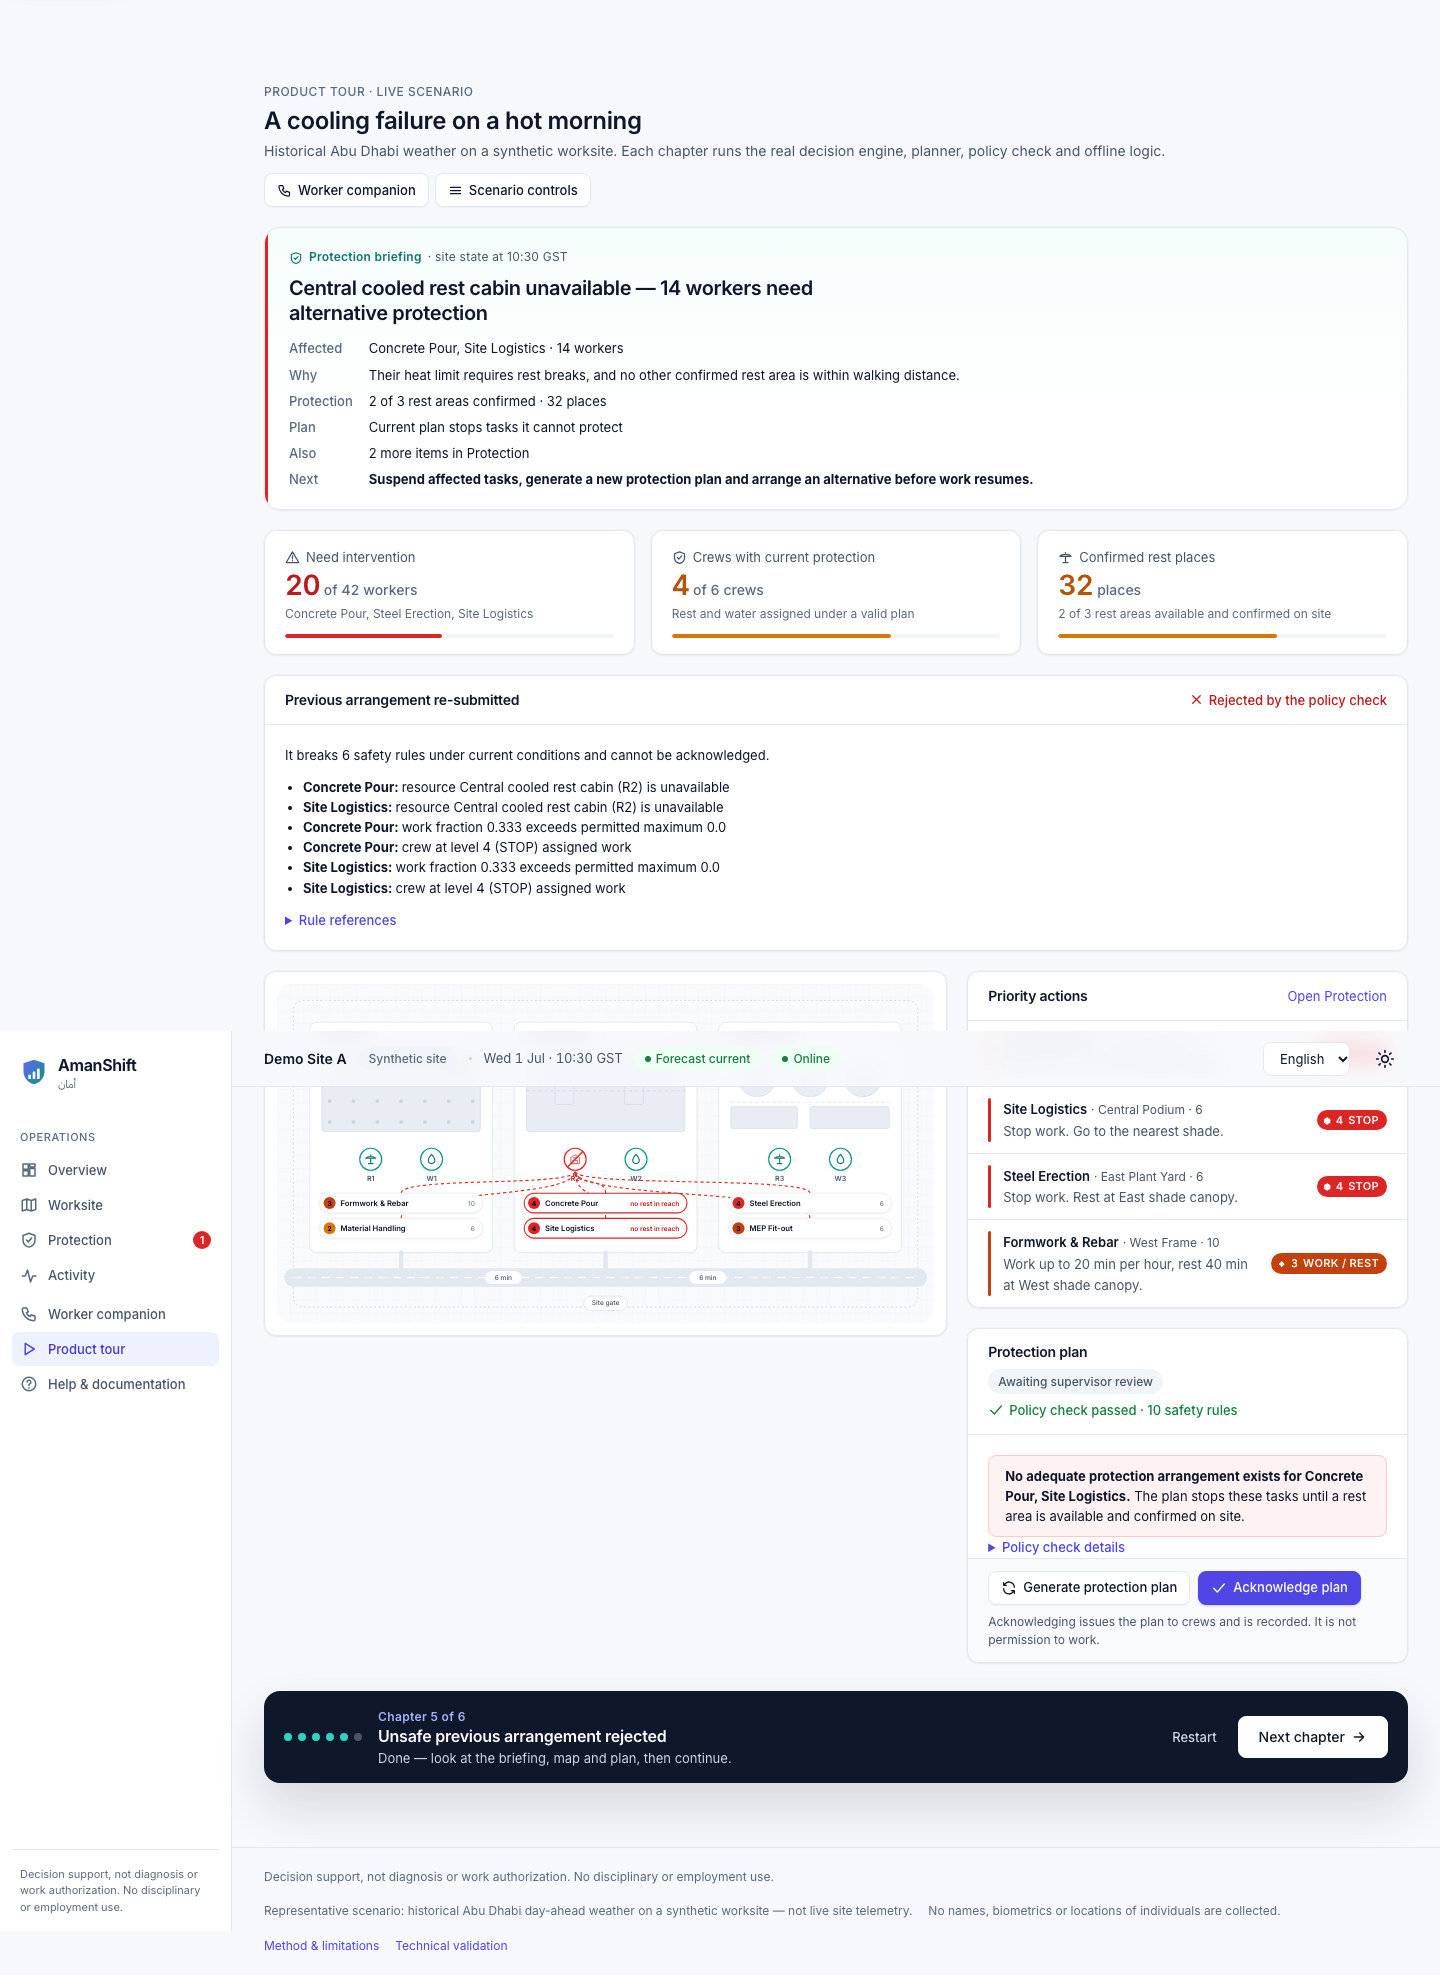 PRODUCT TOUR · LIVE SCENARIO
A cooling failure on a hot morning
Historical Abu Dhabi weather on a synthetic worksite. Each chapter runs the real decision engine, planner, policy check and offline logic.
Worker companion
Scenario controls
Protection briefing · site state at 10:30 GST
Central cooled rest cabin unavailable — 14 workers need
alternative protection
Affected Concrete Pour, Site Logistics · 14 workers
Why Their heat limit requires rest breaks, and no other confirmed rest area is within walking distance.
Protection 2 of 3 rest areas confirmed · 32 places
Plan Current plan stops tasks it cannot protect
Also 2 more items in Protection
Next Suspend affected tasks, generate a new protection plan and arrange an alternative before work resumes.
Need intervention
20 of 42 workers
Concrete Pour, Steel Erection, Site Logistics
Crews with current protection
4 of 6 crews
Rest and water assigned under a valid plan
Confirmed rest places
32 places
2 of 3 rest areas available and confirmed on site
Previous arrangement re-submitted
Rejected by the policy check
It breaks 6 safety rules under current conditions and cannot be acknowledged.
• Concrete Pour: resource Central cooled rest cabin (R2) is unavailable
• Site Logistics: resource Central cooled rest cabin (R2) is unavailable
• Concrete Pour: work fraction 0.333 exceeds permitted maximum 0.0
• Concrete Pour: crew at level 4 (STOP) assigned work
• Site Logistics: work fraction 0.333 exceeds permitted maximum 0.0
• Site Logistics: crew at level 4 (STOP) assigned work
Rule references
AmanShift
أمان
OPERATIONS
Overview
Worksite
Protection 1
Activity
Worker companion
Product tour
Help & documentation
Decision support, not diagnosis or
work authorization. No disciplinary
or employment use.
Demo Site A
Synthetic site
Wed 1 Jul · 10:30 GST
Forecast current
Online
English
R1
W1
W2
R3
W3
3 Formwork & Rebar 10
2 Material Handling 6
4 Concrete Pour no rest in reach
4 Site Logistics no rest in reach
4 Steel Erection 6
3 MEP Fit-out 6
6 min
6 min
Site gate
Priority actions
Open Protection
Site Logistics · Central Podium · 6
Stop work. Go to the nearest shade.
4 STOP
Steel Erection · East Plant Yard · 6
Stop work. Rest at East shade canopy.
4 STOP
Formwork & Rebar · West Frame · 10
Work up to 20 min per hour, rest 40 min
at West shade canopy.
3 WORK / REST
Protection plan
Awaiting supervisor review
Policy check passed · 10 safety rules
No adequate protection arrangement exists for Concrete
Pour, Site Logistics. The plan stops these tasks until a rest
area is available and confirmed on site.
Policy check details
Generate protection plan
Acknowledge plan
Acknowledging issues the plan to crews and is recorded. It is not
permission to work.
Chapter 5 of 6
Unsafe previous arrangement rejected
Done — look at the briefing, map and plan, then continue.
Restart
Next chapter →
Decision support, not diagnosis or work authorization. No disciplinary or employment use.
Representative scenario: historical Abu Dhabi day-ahead weather on a synthetic worksite — not live site telemetry.
No names, biometrics or locations of individuals are collected.
Method & limitations
Technical validation